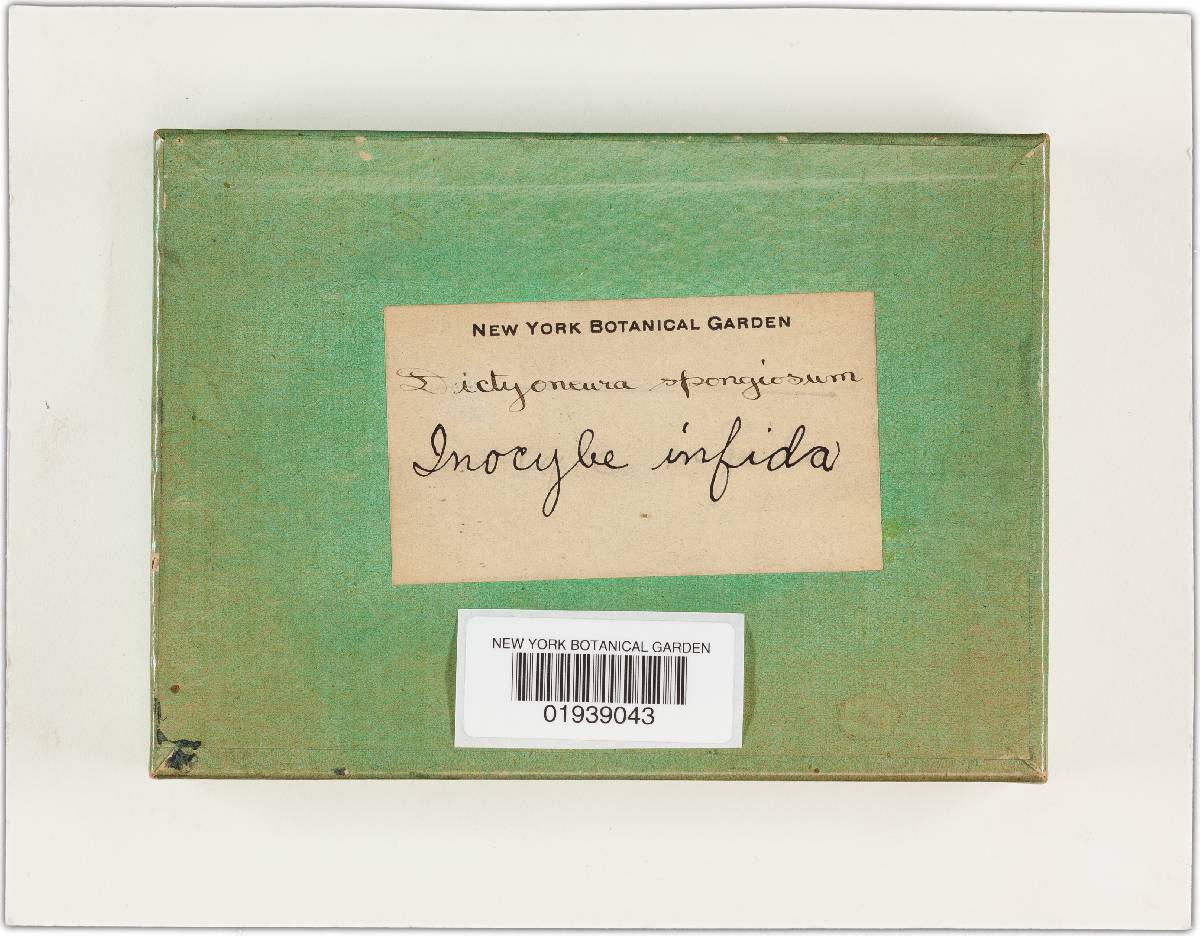 NEW YORK BOTANICAL GARDEN
Dictyoneura spongiosum
Inocybe infida
NEW YORK BOTANICAL GARDEN
01939043